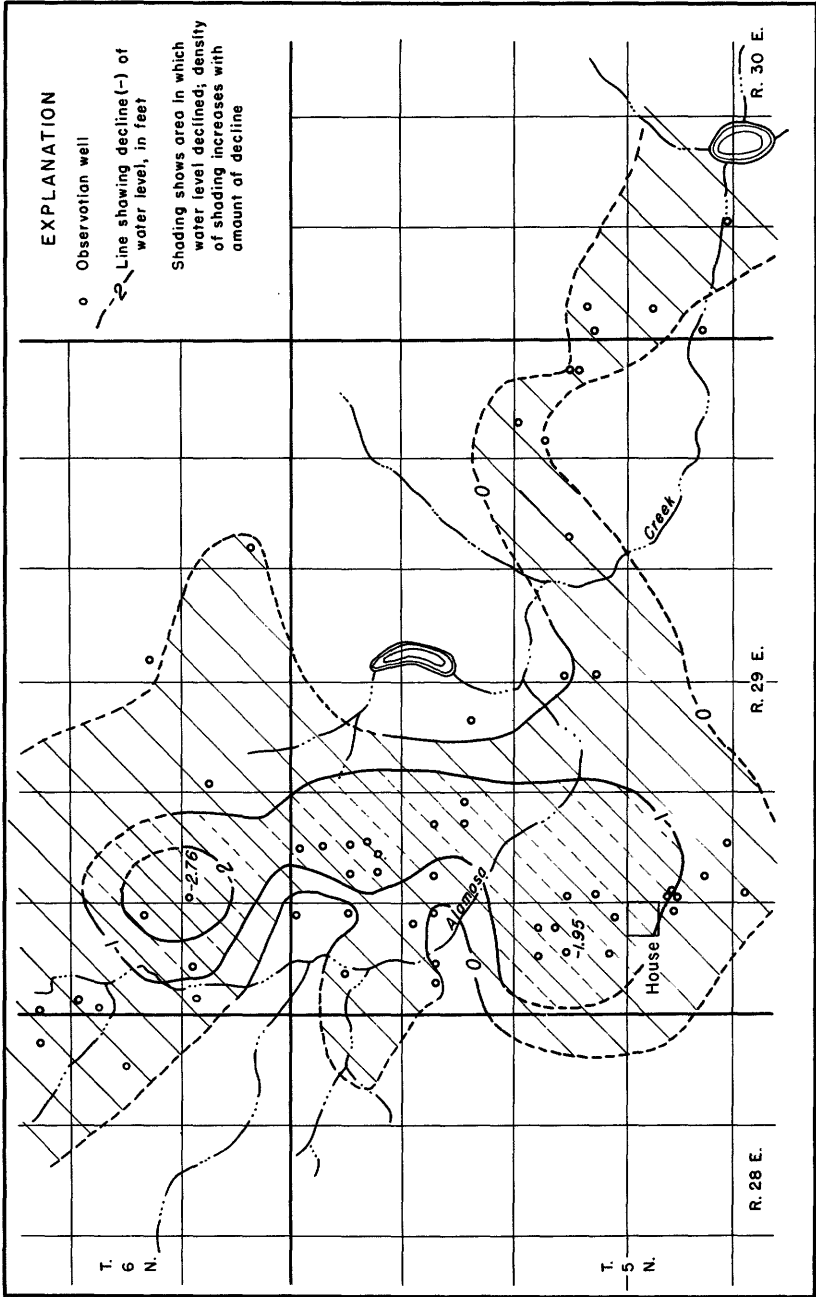 EXPLANATION
Observation well
-2-
Line showing decline (-) of
water level, in feet
Shading shows area in which
water level declined; density
of shading increases with
amount of decline
T.
6
N.
-2.76
2
1
Alamosa
0
-1.95
House
1
0
0
Creek
T.
5
N.
R. 28 E.
R. 29 E.
R. 30 E.